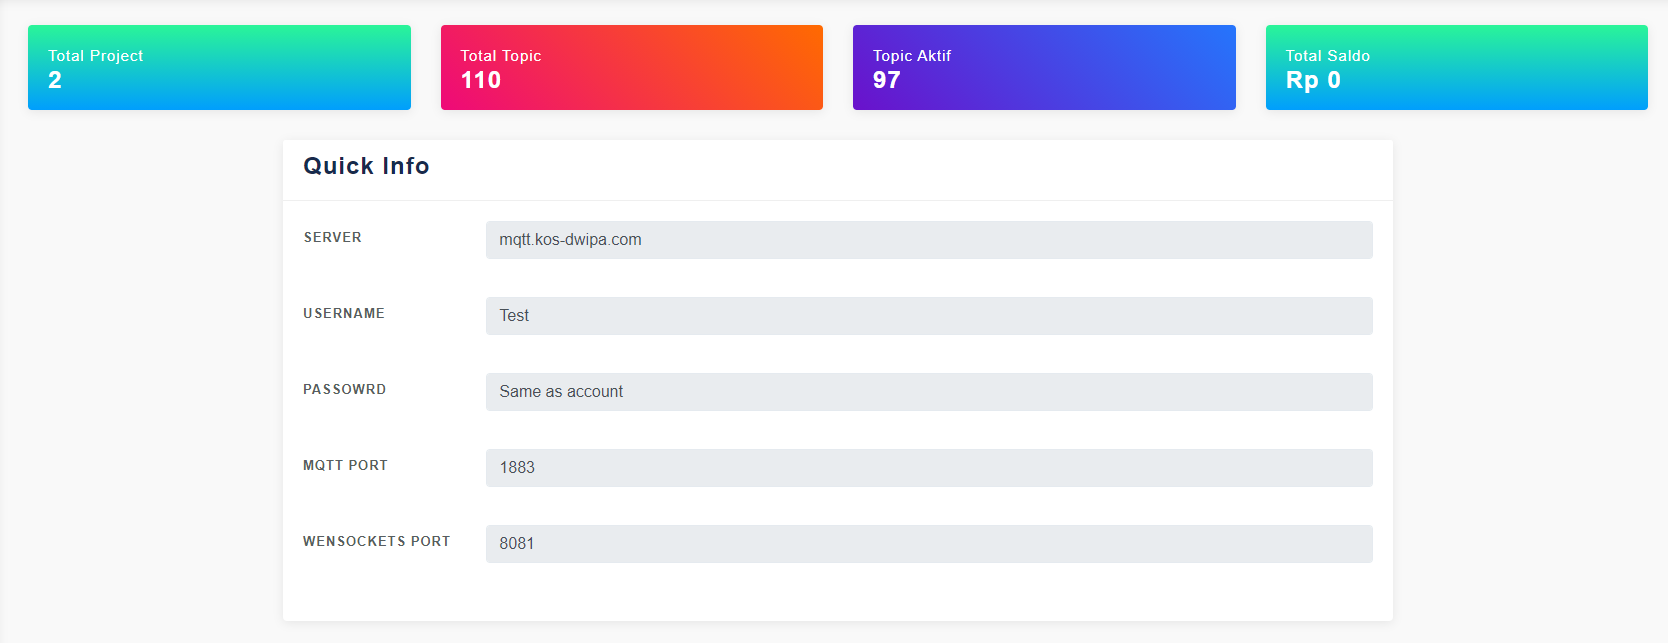 Total Project
2
Total Topic
110
Topic Aktif
97
Total Saldo
Rp 0
Quick Info
SERVER
mqtt.kos-dwipa.com
USERNAME
Test
PASSOWRD
Same as account
MQTT PORT
1883
WENSOCKETS PORT
8081